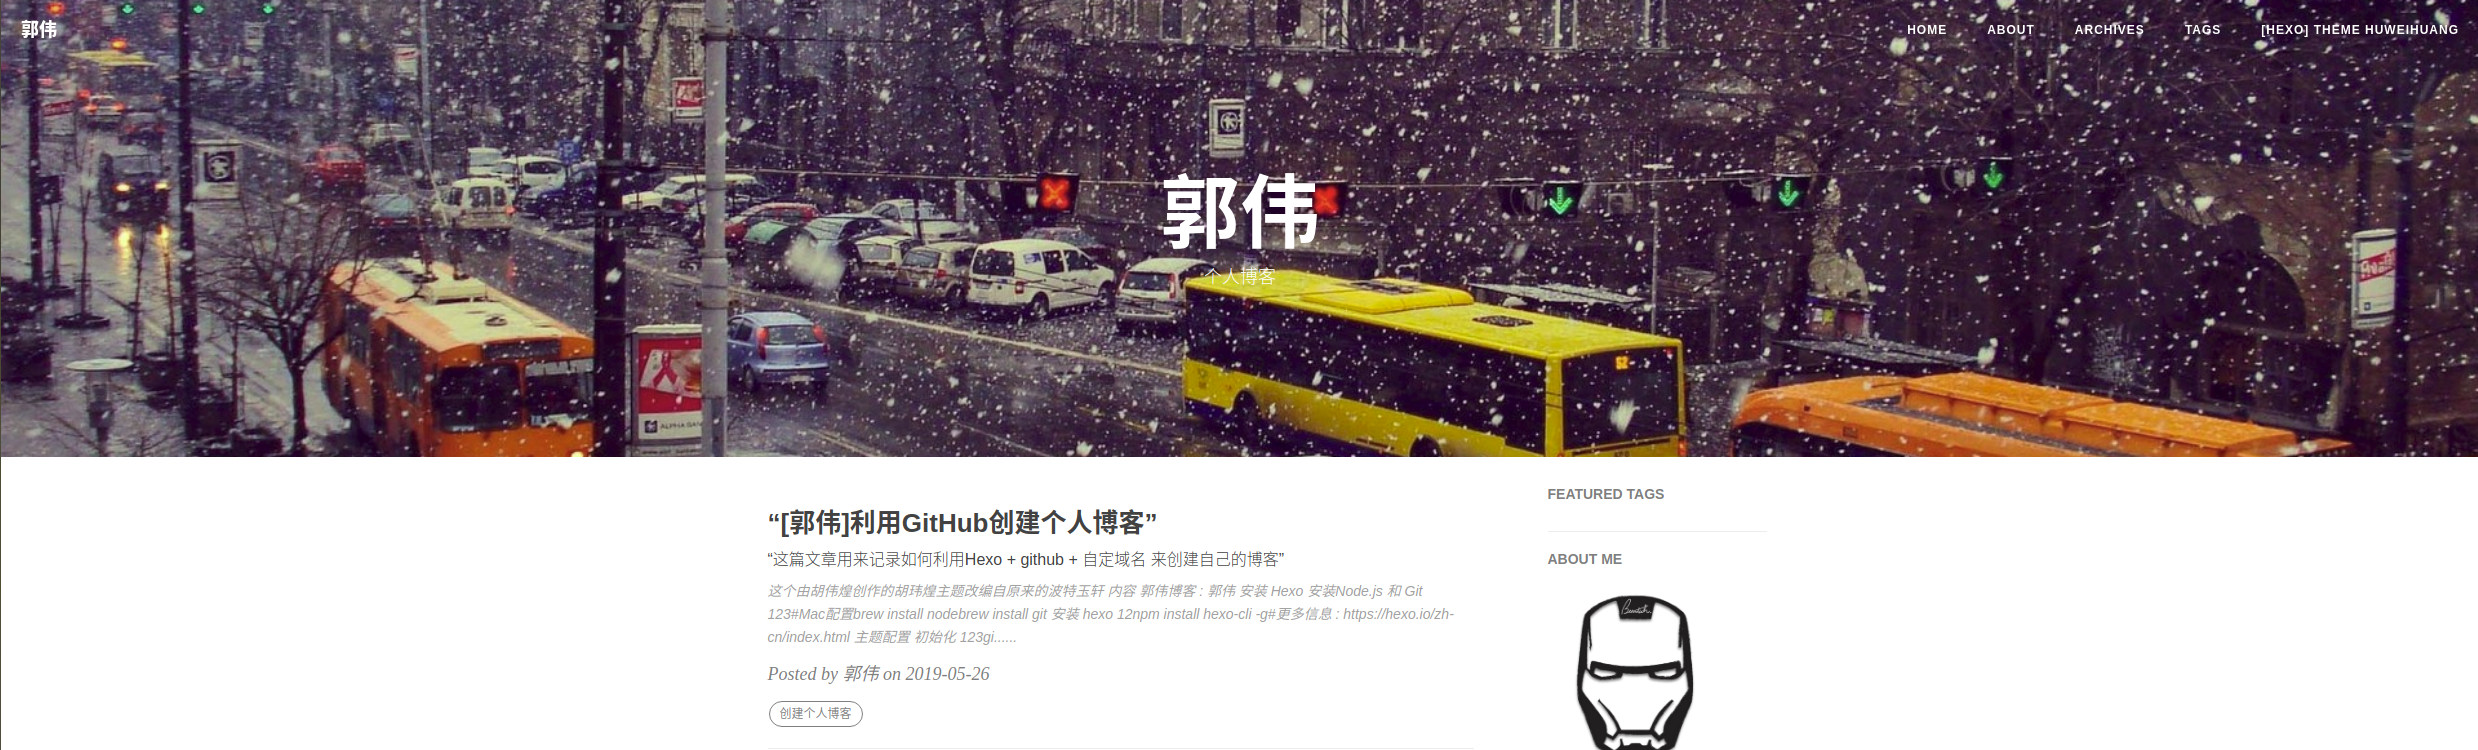 郭伟
HOME ABOUT ARCHIVES TAGS [HEXO] THEME HUWEIHUANG
郭伟
个人博客
ALPHA BAN
“[郭伟]利用GitHub创建个人博客”
“这篇文章用来记录如何利用Hexo + github + 自定域名 来创建自己的博客”
这个由胡伟煌创作的胡玮煌主题改编自原来的波特玉轩 内容 郭伟博客 : 郭伟 安装 Hexo 安装Node.js 和 Git
123#Mac配置brew install nodebrew install git 安装 hexo 12npm install hexo-cli -g#更多信息 : https://hexo.io/zh-
cn/index.html 主题配置 初始化 123gi......
Posted by 郭伟 on 2019-05-26
创建个人博客
FEATURED TAGS
ABOUT ME